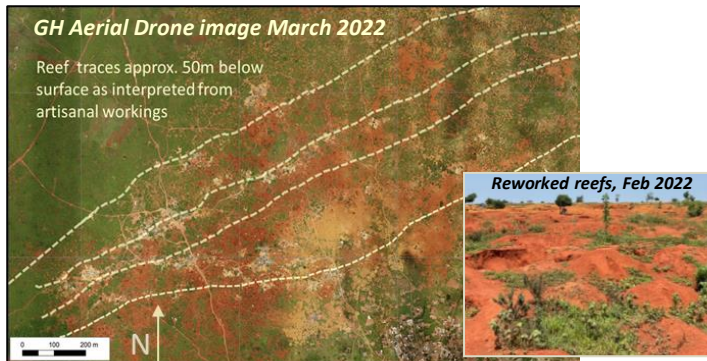 GH Aerial Drone image March 2022
Reef traces approx. 50m below
surface as interpreted from
artisanal workings
Reworked reefs, Feb 2022
0 100 200 m
N